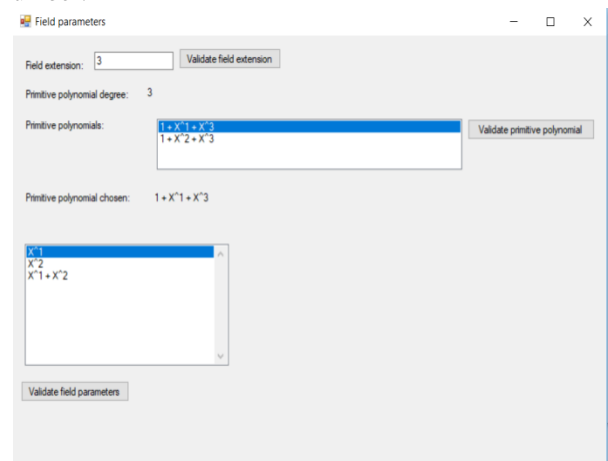 Field parameters
Field extension: 3 Validate field extension
Primitive polynomial degree: 3
Primitive polynomials: 1 + X^1 + X^3 Validate primitive polynomial
1 + X^2 + X^3
Primitive polynomial chosen: 1 + X^1 + X^3
X^1
X^2
X^1 + X^2
Validate field parameters